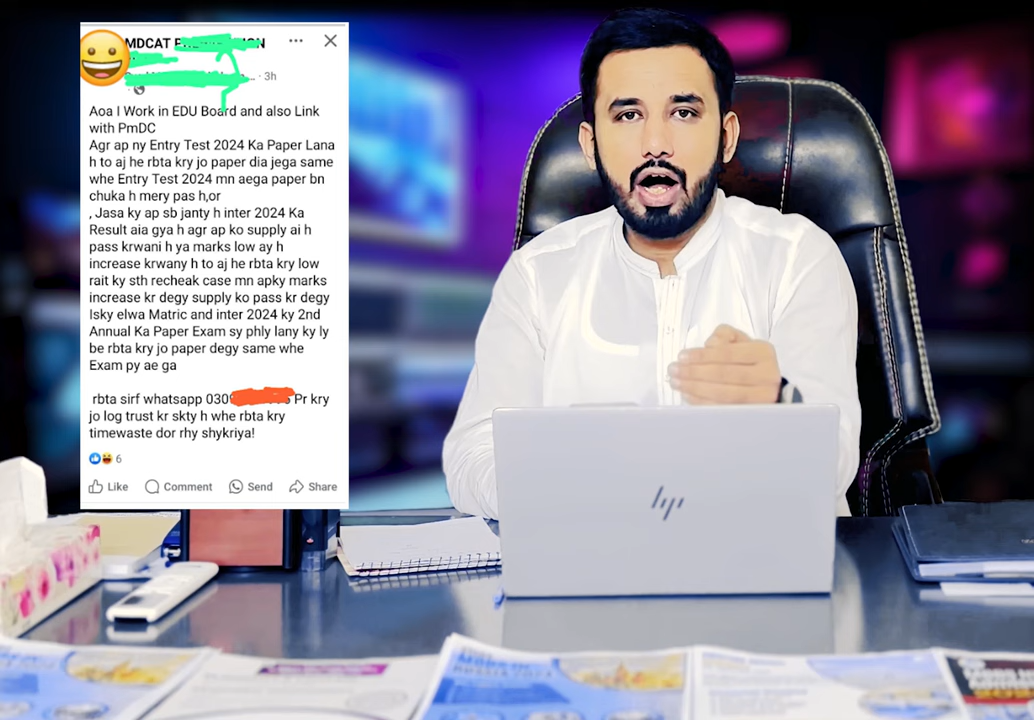 MDCAT
3h
Aoa I Work in EDU Board and also Link
with PmDC
Agr ap ny Entry Test 2024 Ka Paper Lana
h to aj he rbta kry jo paper dia jega same
whe Entry Test 2024 mn aega paper bn
chuka h mery pas h,or
, Jasa ky ap sb janty h inter 2024 Ka
Result aia gya h agr ap ko supply ai h
pass krwani h ya marks low ay h
increase krwany h to aj he rbta kry low
rait ky sth recheak case mn apky marks
increase kr degy supply ko pass kr degy
Isky elwa Matric and inter 2024 ky 2nd
Annual Ka Paper Exam sy phly lany ky ly
be rbta kry jo paper degy same whe
Exam py ae ga
rbta sirf whatsapp 030 Pr kry
jo log trust kr skty h whe rbta kry
timewaste dor rhy shykriya!
6
Like Comment Send Share
hp